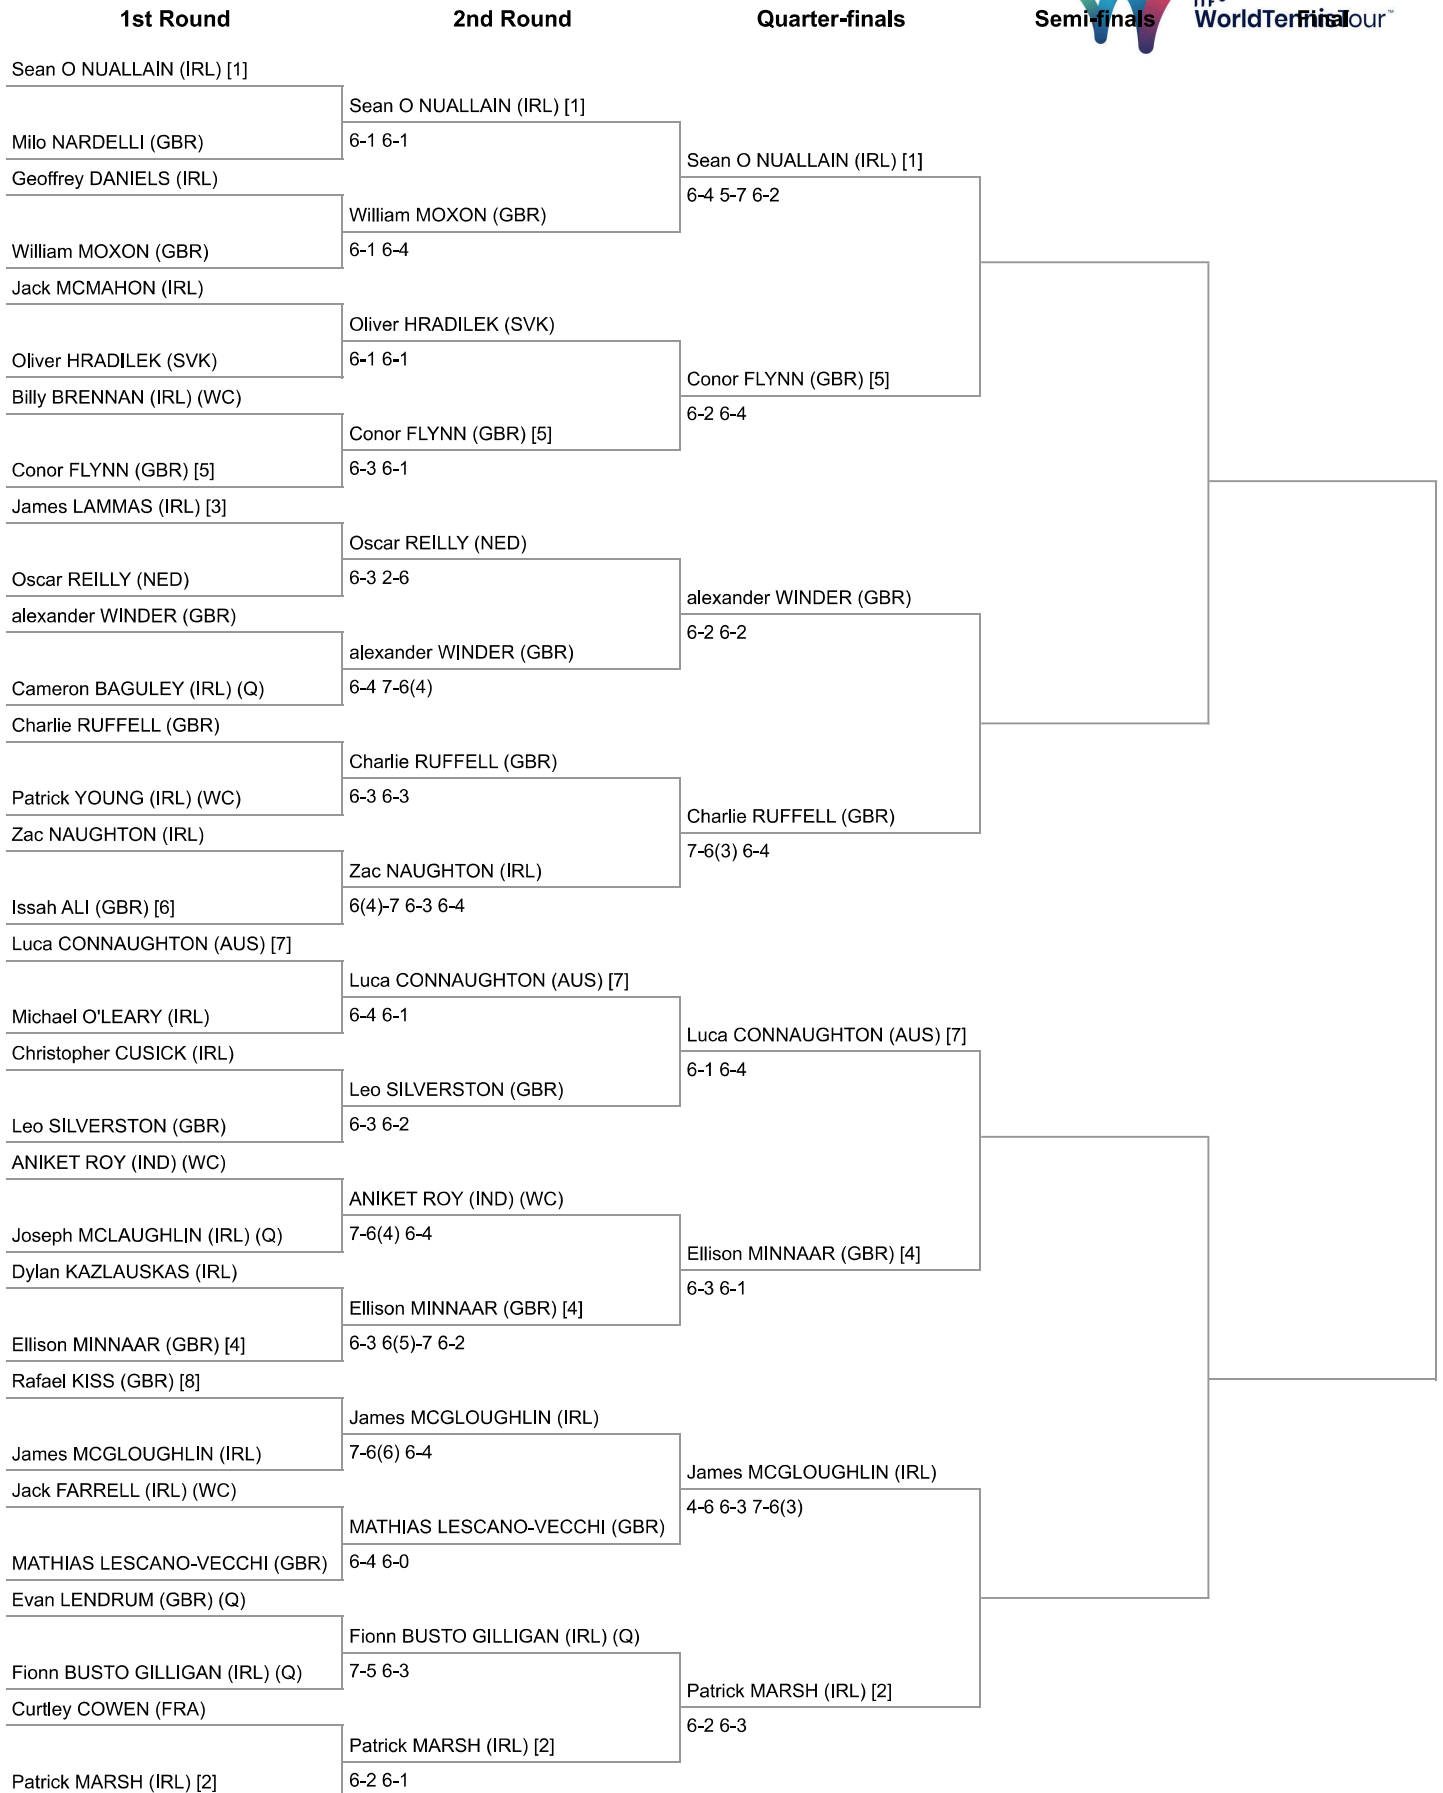 1st Round
2nd Round
Quarter-finals
Semi-finals
Final
ITF
WorldTennisTour™
Sean O NUALLAIN (IRL) [1]
Sean O NUALLAIN (IRL) [1]
6-1 6-1
Milo NARDELLI (GBR)
Sean O NUALLAIN (IRL) [1]
Geoffrey DANIELS (IRL)
6-4 5-7 6-2
William MOXON (GBR)
6-1 6-4
William MOXON (GBR)
Jack MCMAHON (IRL)
Oliver HRADILEK (SVK)
6-1 6-1
Oliver HRADILEK (SVK)
Conor FLYNN (GBR) [5]
Billy BRENNAN (IRL) (WC)
6-2 6-4
Conor FLYNN (GBR) [5]
6-3 6-1
Conor FLYNN (GBR) [5]
James LAMMAS (IRL) [3]
Oscar REILLY (NED)
6-3 2-6
Oscar REILLY (NED)
alexander WINDER (GBR)
alexander WINDER (GBR)
6-2 6-2
alexander WINDER (GBR)
6-4 7-6(4)
Cameron BAGULEY (IRL) (Q)
Charlie RUFFELL (GBR)
Charlie RUFFELL (GBR)
6-3 6-3
Patrick YOUNG (IRL) (WC)
Charlie RUFFELL (GBR)
Zac NAUGHTON (IRL)
7-6(3) 6-4
Zac NAUGHTON (IRL)
6(4)-7 6-3 6-4
Issah ALI (GBR) [6]
Luca CONNAUGHTON (AUS) [7]
Luca CONNAUGHTON (AUS) [7]
6-4 6-1
Michael O'LEARY (IRL)
Luca CONNAUGHTON (AUS) [7]
Christopher CUSICK (IRL)
6-1 6-4
Leo SILVERSTON (GBR)
6-3 6-2
Leo SILVERSTON (GBR)
ANIKET ROY (IND) (WC)
ANIKET ROY (IND) (WC)
7-6(4) 6-4
Joseph MCLAUGHLIN (IRL) (Q)
Ellison MINNAAR (GBR) [4]
Dylan KAZLAUSKAS (IRL)
6-3 6-1
Ellison MINNAAR (GBR) [4]
6-3 6(5)-7 6-2
Ellison MINNAAR (GBR) [4]
Rafael KISS (GBR) [8]
James MCGLOUGHLIN (IRL)
7-6(6) 6-4
James MCGLOUGHLIN (IRL)
James MCGLOUGHLIN (IRL)
Jack FARRELL (IRL) (WC)
4-6 6-3 7-6(3)
MATHIAS LESCANO-VECCHI (GBR)
6-4 6-0
MATHIAS LESCANO-VECCHI (GBR)
Evan LENDRUM (GBR) (Q)
Fionn BUSTO GILLIGAN (IRL) (Q)
7-5 6-3
Fionn BUSTO GILLIGAN (IRL) (Q)
Patrick MARSH (IRL) [2]
Curtley COWEN (FRA)
6-2 6-3
Patrick MARSH (IRL) [2]
6-2 6-1
Patrick MARSH (IRL) [2]